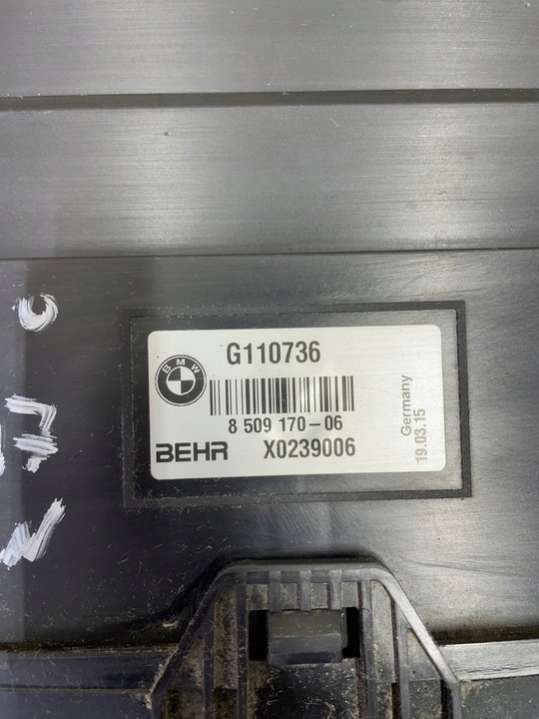 G110736
BMW
8 509 170-06
BEHR X0239006
Germany
19.03.15